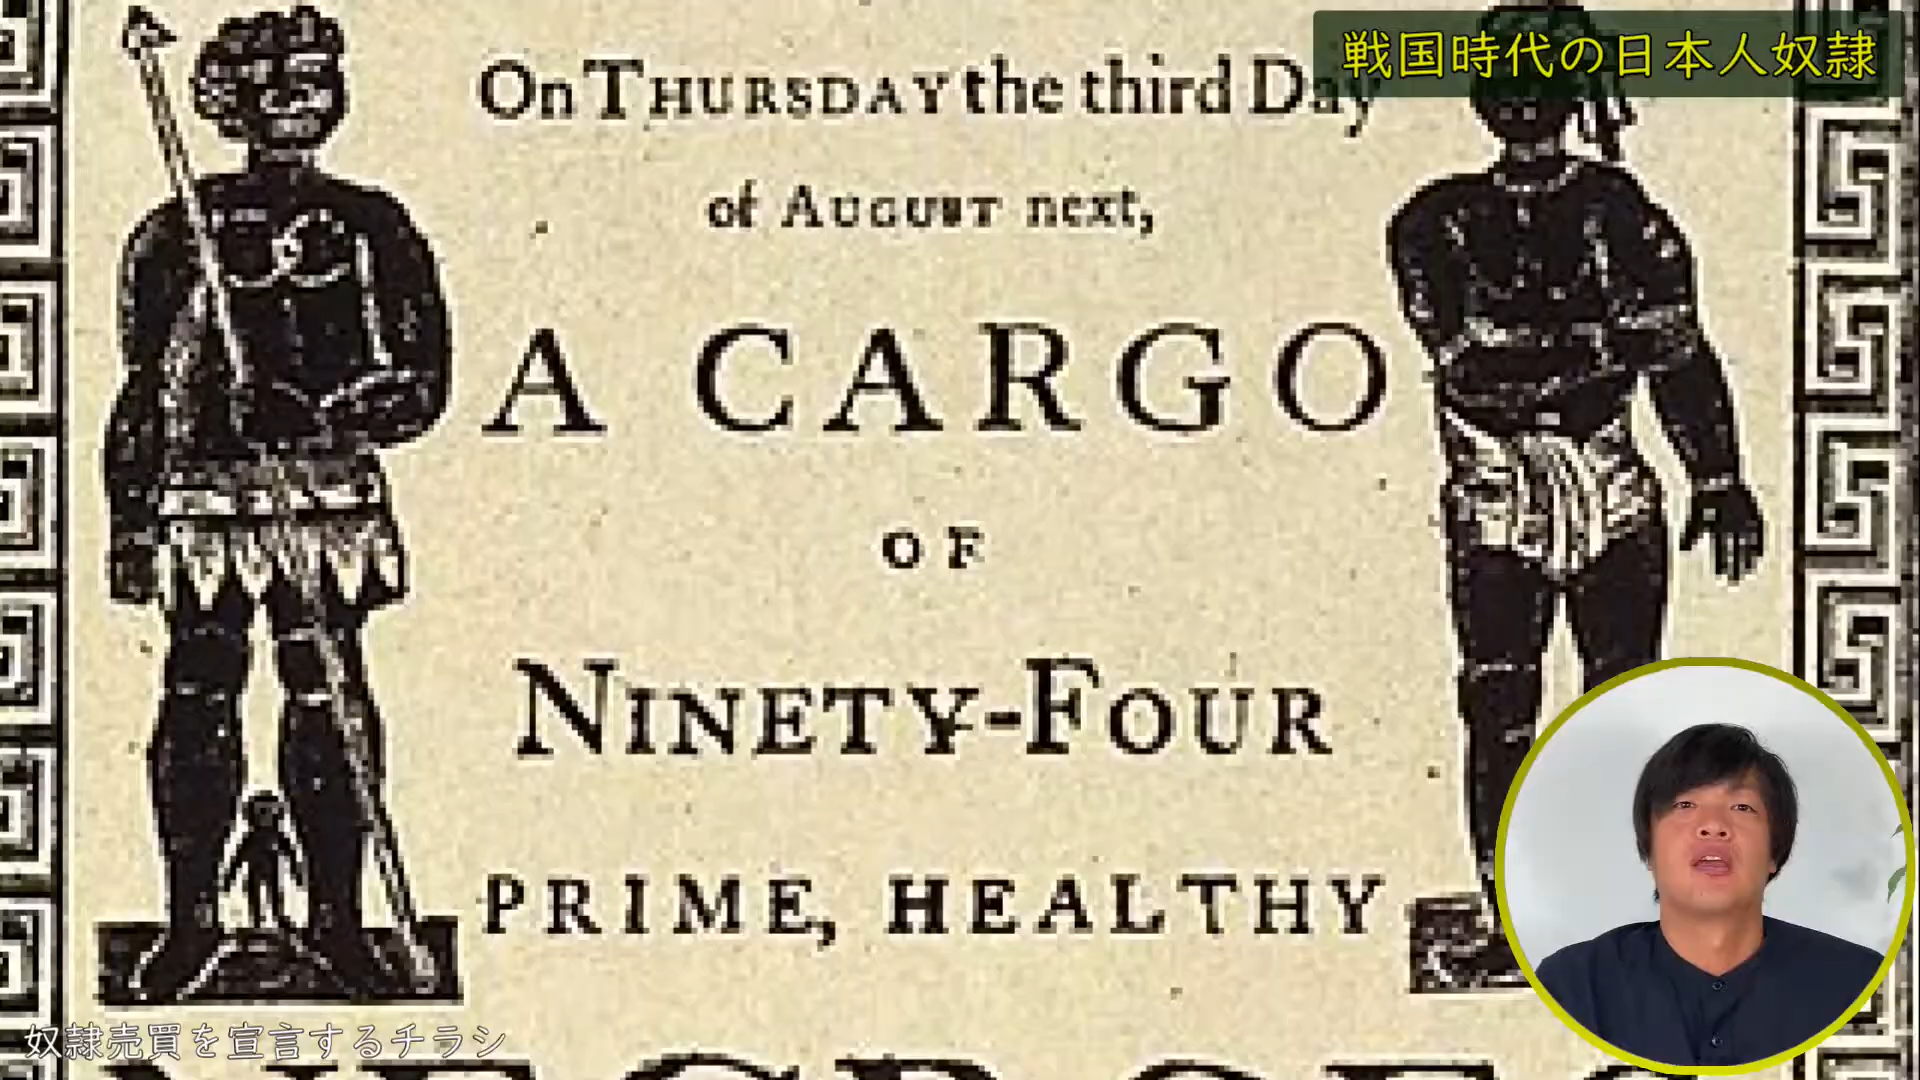 戦国時代の日本人奴隷
On THURSDAY the third Day
of AUGUST next,
A CARGO
OF
NINETY-FOUR
PRIME, HEALTHY
奴隷売買を宣言するチラシ